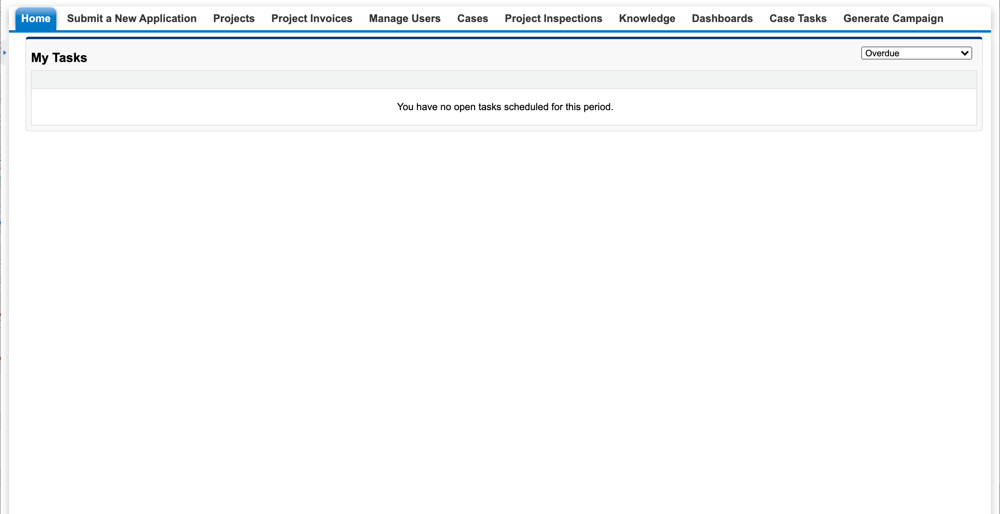 Home Submit a New Application Projects Project Invoices Manage Users Cases Project Inspections Knowledge Dashboards Case Tasks Generate Campaign
My Tasks Overdue
You have no open tasks scheduled for this period.